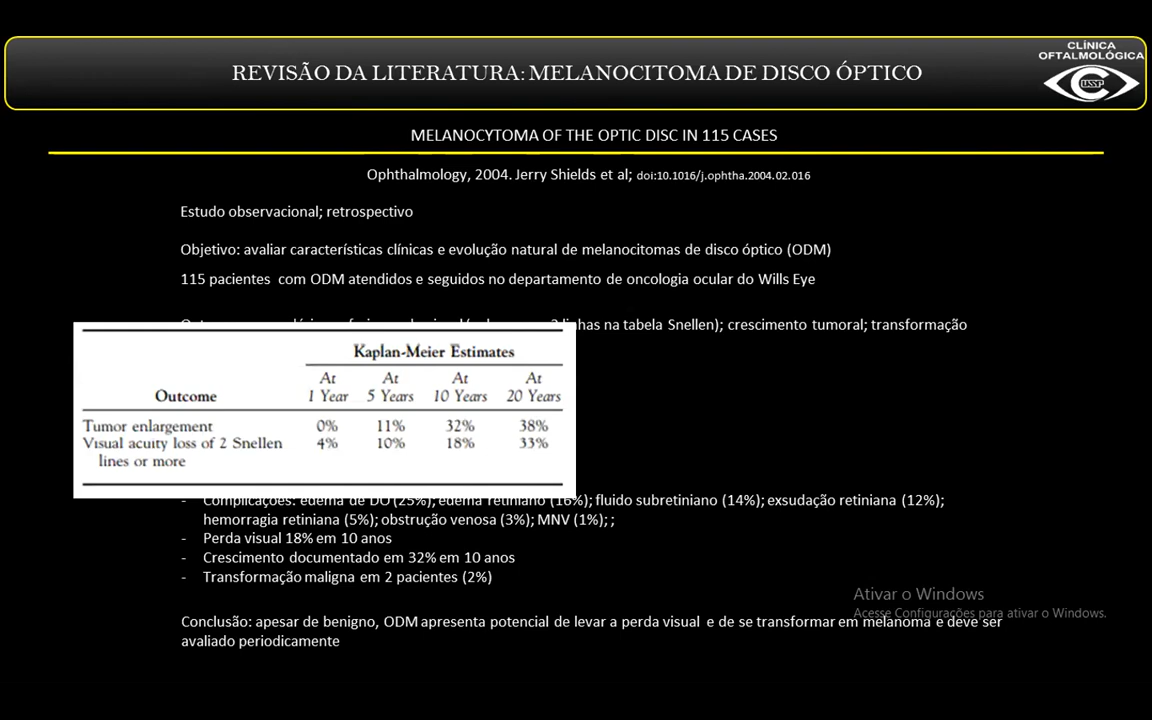 CLÍNICA
OFTALMOLÓGICA
REVISÃO DA LITERATURA: MELANOCITOMA DE DISCO ÓPTICO
MELANOCYTOMA OF THE OPTIC DISC IN 115 CASES
Ophthalmology, 2004. Jerry Shields et al; doi:10.1016/j.ophtha.2004.02.016
Estudo observacional; retrospectivo
Objetivo: avaliar características clínicas e evolução natural de melanocitomas de disco óptico (ODM)
115 pacientes com ODM atendidos e seguidos no departamento de oncologia ocular do Wills Eye
linhas na tabela Snellen); crescimento tumoral; transformação
Kaplan-Meier Estimates
At At At At
Outcome 1 Year 5 Years 10 Years 20 Years
Tumor enlargement 0% 11% 32% 38%
Visual acuity loss of 2 Snellen 4% 10% 18% 33%
lines or more
- Complicações: edema de DO (25%); edema retiniano (16%); fluido subretiniano (14%); exsudação retiniana (12%);
hemorragia retiniana (5%); obstrução venosa (3%); MNV (1%); ;
- Perda visual 18% em 10 anos
- Crescimento documentado em 32% em 10 anos
- Transformação maligna em 2 pacientes (2%)
Ativar o Windows
Acesse Configurações para ativar o Windows.
Conclusão: apesar de benigno, ODM apresenta potencial de levar a perda visual e de se transformar em melanoma e deve ser
avaliado periodicamente